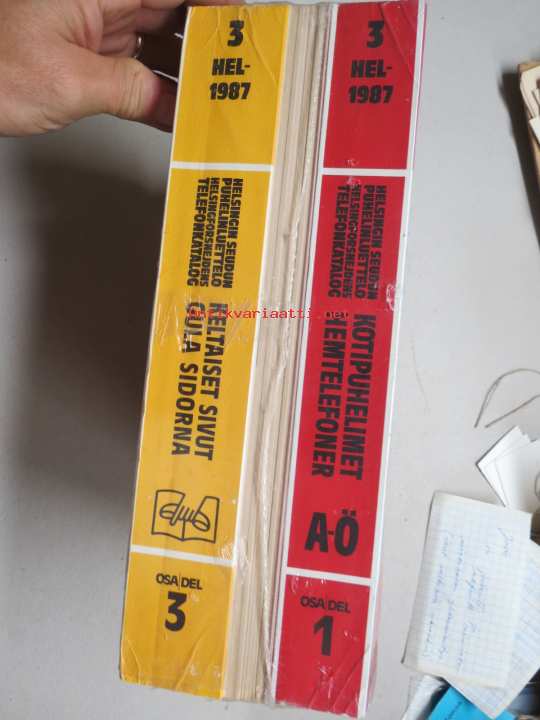 3
HEL-
1987
HELSINGIN SEUDUN
PUHELINLUETTELO
HELSINGFORSNEJDENS
TELEFONKATALOG
KELTAISET SIVUT
GULA SIDORNA
OSA/DEL
3
3
HEL-
1987
HELSINGIN SEUDUN
PUHELINLUETTELO
HELSINGFORSNEJDENS
TELEFONKATALOG
KOTIPUHELIMET
HEMTELEFONER
A-Ö
OSA/DEL
1
Antikvariaatti.net